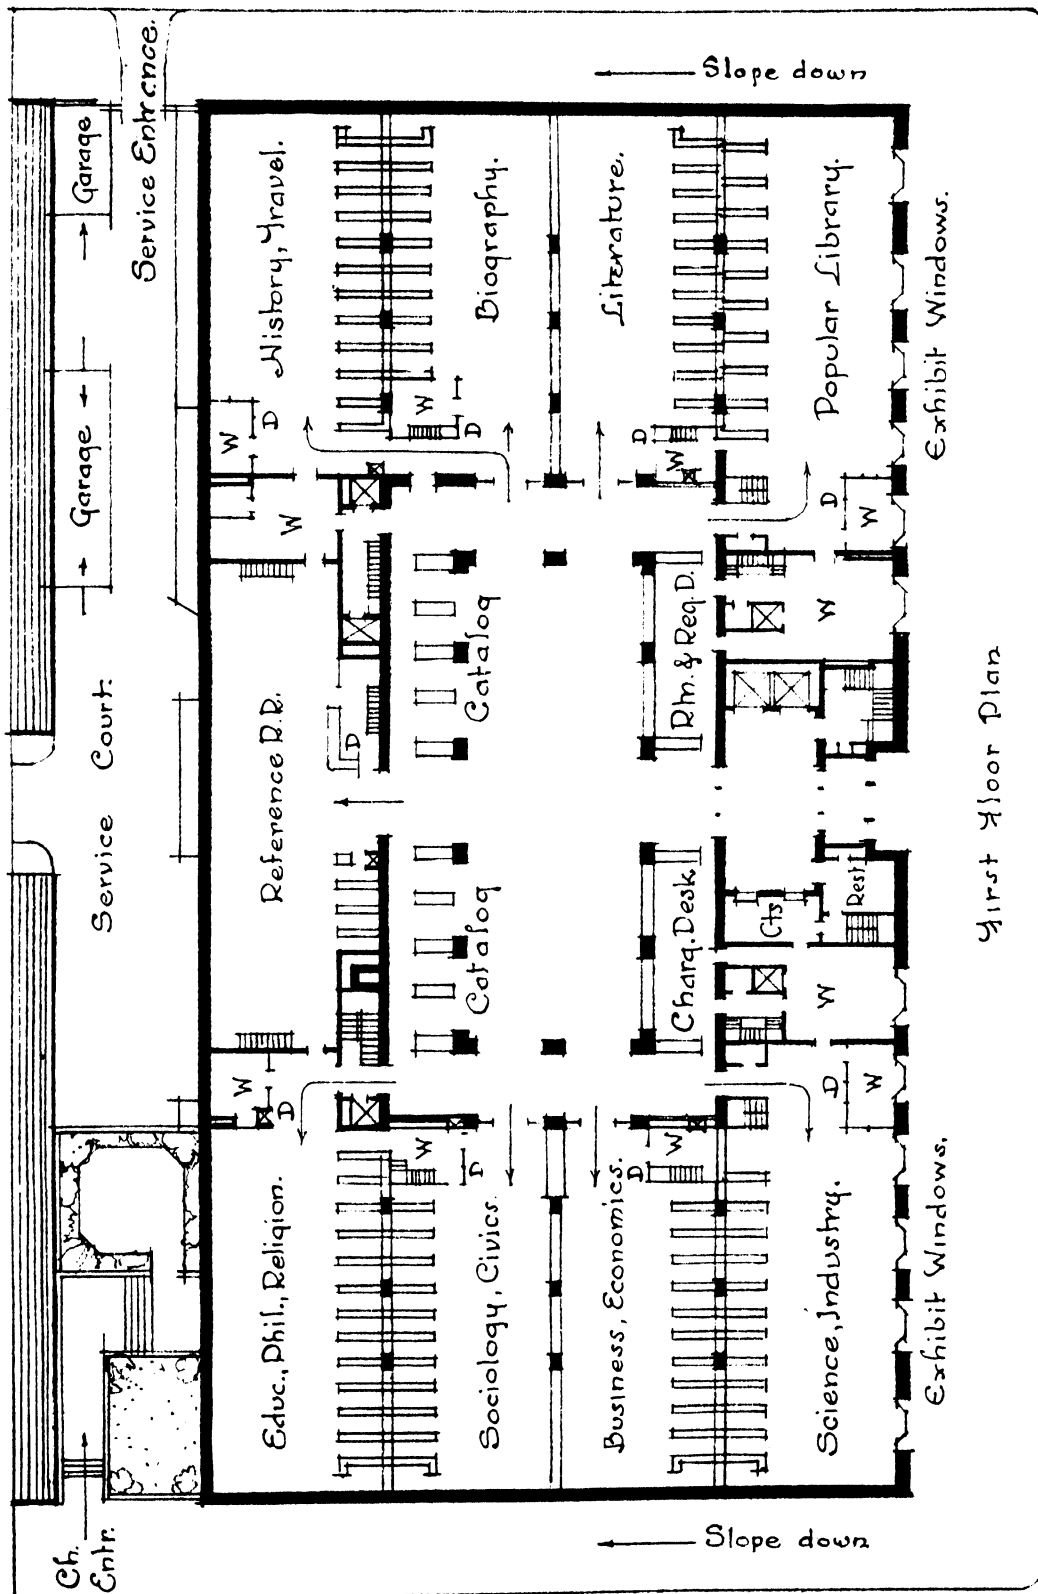 Service Entrance.
Garage
Garage
Service Court.
Ch.
Entr.
History, Travel.
Biography.
Literature.
Popular Library.
W
D
W
W
D
D
W
D
W
W
Reference R.R.
D
Catalog
Catalog
Rtn. & Req. D.
Charg. Desk
Cts
Rest
W
W
W
D
W
D
D
W
D
W
Educ., Phil., Religion.
Sociology, Civics
Business, Economics.
Science, Industry.
Exhibit Windows.
Exhibit Windows.
Slope down
Slope down
First Floor Plan